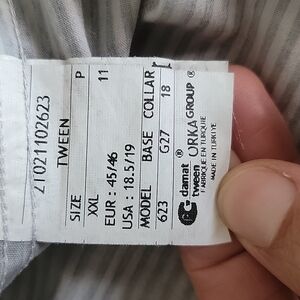 2T021102623
TWEEN
SIZE P 11
XXL
EUR : 45/46
USA : 18.5/19
MODEL BASE COLLAR
623 G27 18
damat ®
tween
ORKA GROUP ®
FABRIQUE EN TURQUIE
MADE IN TURKIYE